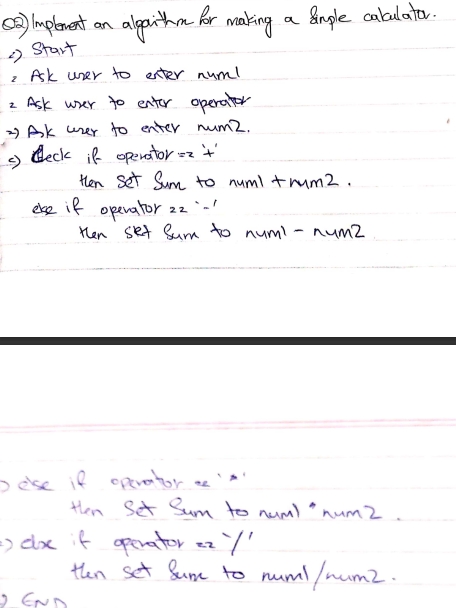 Q2) Implement an algorithm for making a simple calculator.
1) Start
2 Ask user to enter num1
2 Ask user to enter operator
3) Ask user to enter num2.
5) Check if operator == '+'
then set Sum to num1 + num2.
else if operator == '-'
then set Sum to num1 - num2
) else if operator == '*'
then Set Sum to num1 * num2.
) else if operator == '/'
then set Sum to num1/num2.
) END